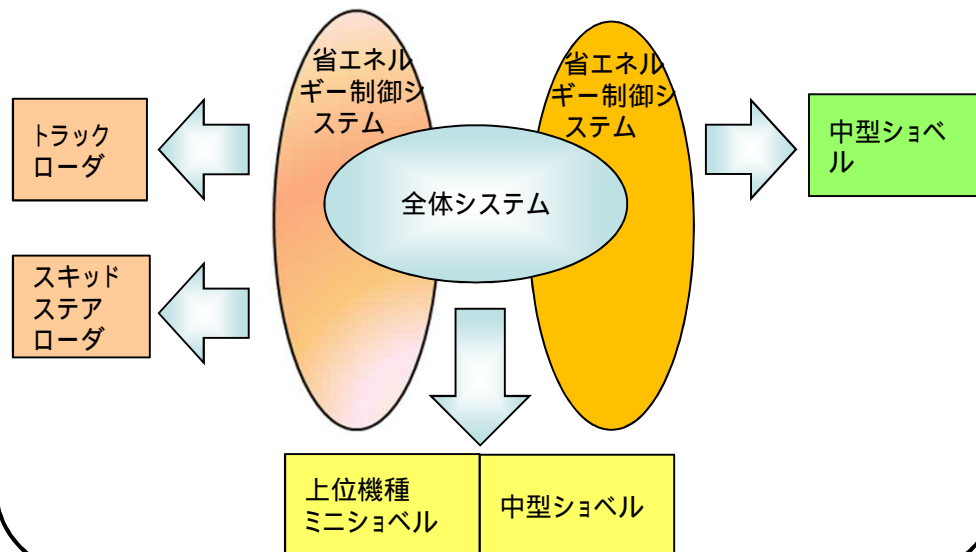 省エネル
ギー制御シ
ステム
省エネル
ギー制御シ
ステム
トラック
ローダ
中型ショベ
ル
全体システム
スキッド
ステア
ローダ
上位機種
ミニショベル
中型ショベル